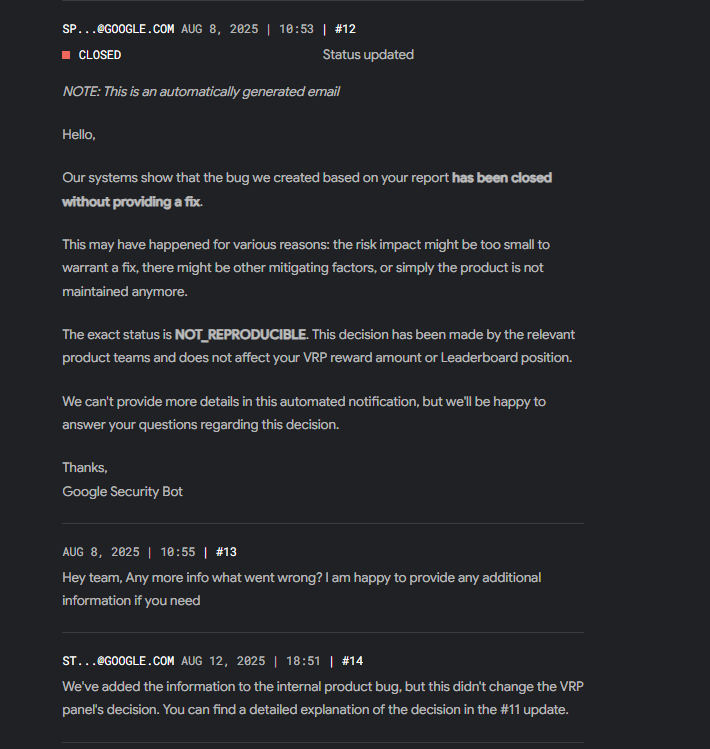 SP...@GOOGLE.COM AUG 8, 2025 | 10:53 | #12
CLOSED Status updated
NOTE: This is an automatically generated email
Hello,
Our systems show that the bug we created based on your report has been closed
without providing a fix.
This may have happened for various reasons: the risk impact might be too small to
warrant a fix, there might be other mitigating factors, or simply the product is not
maintained anymore.
The exact status is NOT_REPRODUCIBLE. This decision has been made by the relevant
product teams and does not affect your VRP reward amount or Leaderboard position.
We can't provide more details in this automated notification, but we'll be happy to
answer your questions regarding this decision.
Thanks,
Google Security Bot
AUG 8, 2025 | 10:55 | #13
Hey team, Any more info what went wrong? I am happy to provide any additional
information if you need
ST...@GOOGLE.COM AUG 12, 2025 | 18:51 | #14
We've added the information to the internal product bug, but this didn't change the VRP
panel's decision. You can find a detailed explanation of the decision in the #11 update.